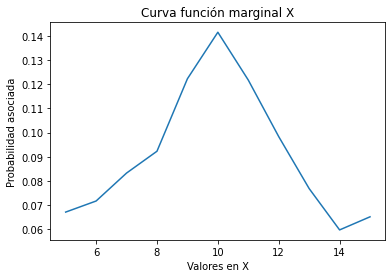 Curva función marginal X
Probabilidad asociada
0.14
0.13
0.12
0.11
0.10
0.09
0.08
0.07
0.06
6 8 10 12 14
Valores en X